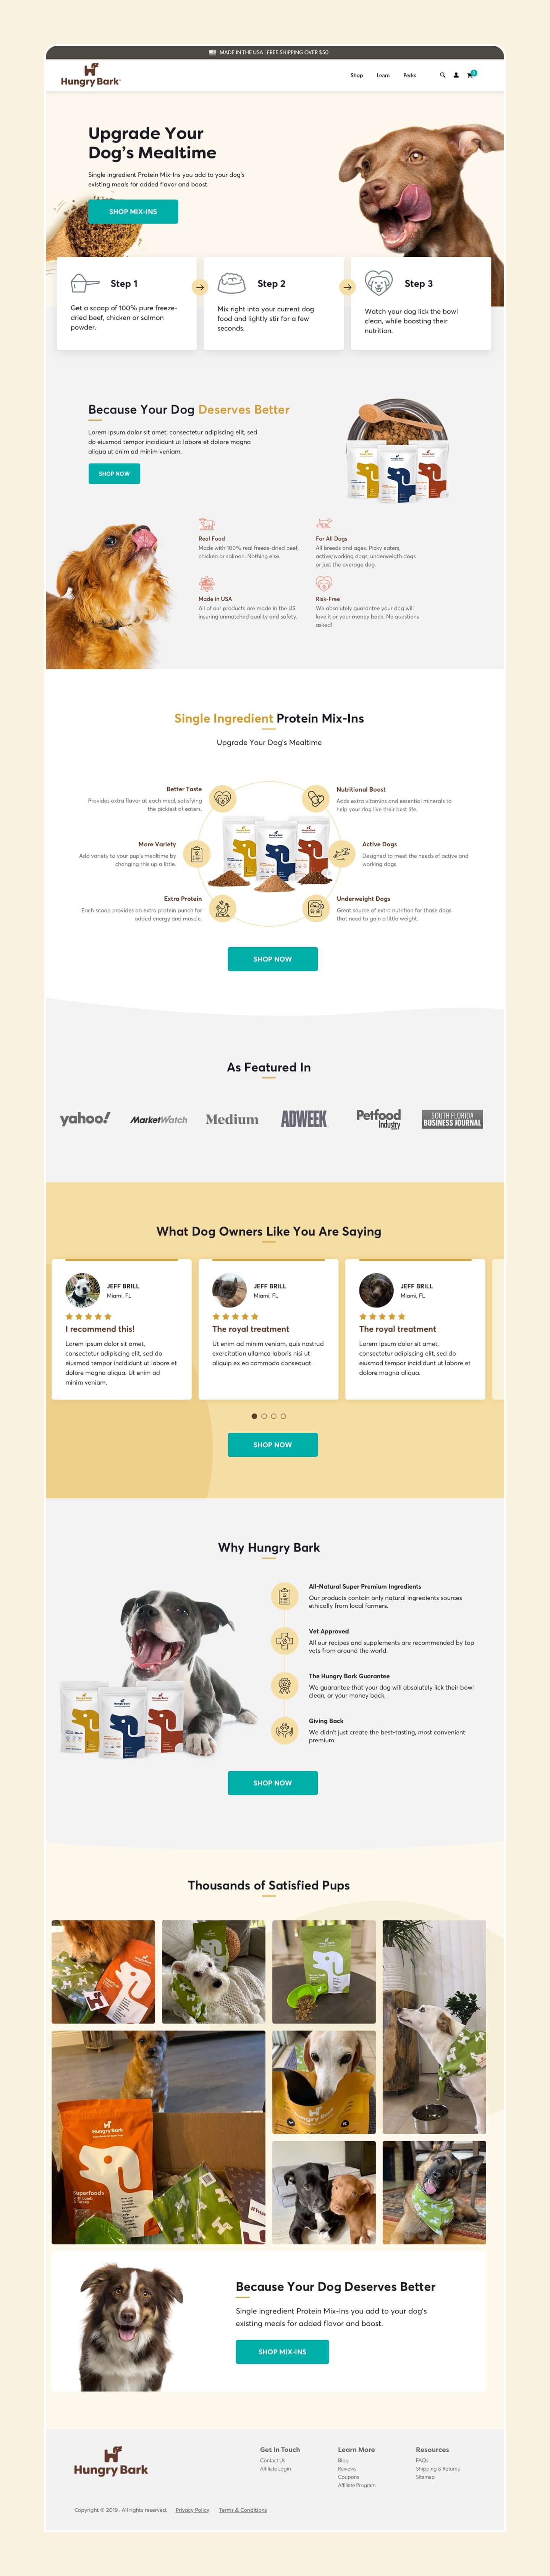 MADE IN THE USA | FREE SHIPPING OVER $50
Hungry Bark
Shop
Learn
Perks
Upgrade Your
Dog's Mealtime
Single ingredient Protein Mix-Ins you add to your dog's
existing meals for added flavor and boost.
SHOP MIX-INS
Step 1
Get a scoop of 100% pure freeze-
dried beef, chicken or salmon
powder.
Step 2
Mix right into your current dog
food and lightly stir for a few
seconds.
Step 3
Watch your dog lick the bowl
clean, while boosting their
nutrition.
Because Your Dog Deserves Better
Lorem ipsum dolor sit amet, consectetur adipiscing elit, sed
do eiusmod tempor incididunt ut labore et dolore magna
aliqua ut enim ad minim veniam.
SHOP NOW
Real Food
Made with 100% real freeze-dried beef,
chicken or salmon. Nothing else.
For All Dogs
All breeds and ages. Picky eaters,
active/working dogs, underweigth dogs
or just the average dog.
Made in USA
All of our products are made in the US
insuring unmatched quality and safety.
Risk-Free
We absolutely guarantee your dog will
love it or your money back. No questions
asked!
Single Ingredient Protein Mix-Ins
Upgrade Your Dog's Mealtime
Better Taste
Provides extra flavor at each meal, satisfying
the pickiest of eaters.
Nutritional Boost
Adds extra vitamins and essential minerals to
help your dog live their best life.
More Variety
Add variety to your pup's mealtime by
changing this up a little.
Active Dogs
Designed to meet the needs of active and
working dogs.
Extra Protein
Each scoop provides an extra protein punch for
added energy and muscle.
Underweight Dogs
Great source of extra nutrition for those dogs
that need to gain a little weight.
SHOP NOW
As Featured In
yahoo!
MarketWatch
Medium
ADWEEK
Petfood
Industry
SOUTH FLORIDA
BUSINESS JOURNAL
What Dog Owners Like You Are Saying
JEFF BRILL
Miami, FL
I recommend this!
Lorem ipsum dolor sit amet,
consectetur adipiscing elit, sed do
eiusmod tempor incididunt ut labore et
dolore magna aliqua. Ut enim ad
minim veniam.
JEFF BRILL
Miami, FL
The royal treatment
Ut enim ad minim veniam, quis nostrud
exercitation ullamco laboris nisi ut
aliquip ex ea commodo consequat.
JEFF BRILL
Miami, FL
The royal treatment
Lorem ipsum dolor sit amet,
consectetur adipiscing elit, sed do
eiusmod tempor incididunt ut labore et
dolore magna aliqua.
SHOP NOW
Why Hungry Bark
All-Natural Super Premium Ingredients
Our products contain only natural ingredients sources
ethically from local farmers.
Vet Approved
All our recipes and supplements are recommended by top
vets from around the world.
The Hungry Bark Guarantee
We guarantee that your dog will absolutely lick their bowl
clean, or your money back.
Giving Back
We didn't just create the best-tasting, most convenient
premium.
SHOP NOW
Thousands of Satisfied Pups
Hungry Bark
Hungry Bark
Superfoods
Because Your Dog Deserves Better
Single ingredient Protein Mix-Ins you add to your dog's
existing meals for added flavor and boost.
SHOP MIX-INS
Hungry Bark
Get In Touch
Contact Us
Affiliate Login
Learn More
Blog
Reviews
Coupons
Affiliate Program
Resources
FAQs
Shipping & Returns
Sitemap
Copyright © 2019 . All rights reserved.
Privacy Policy
Terms & Conditions